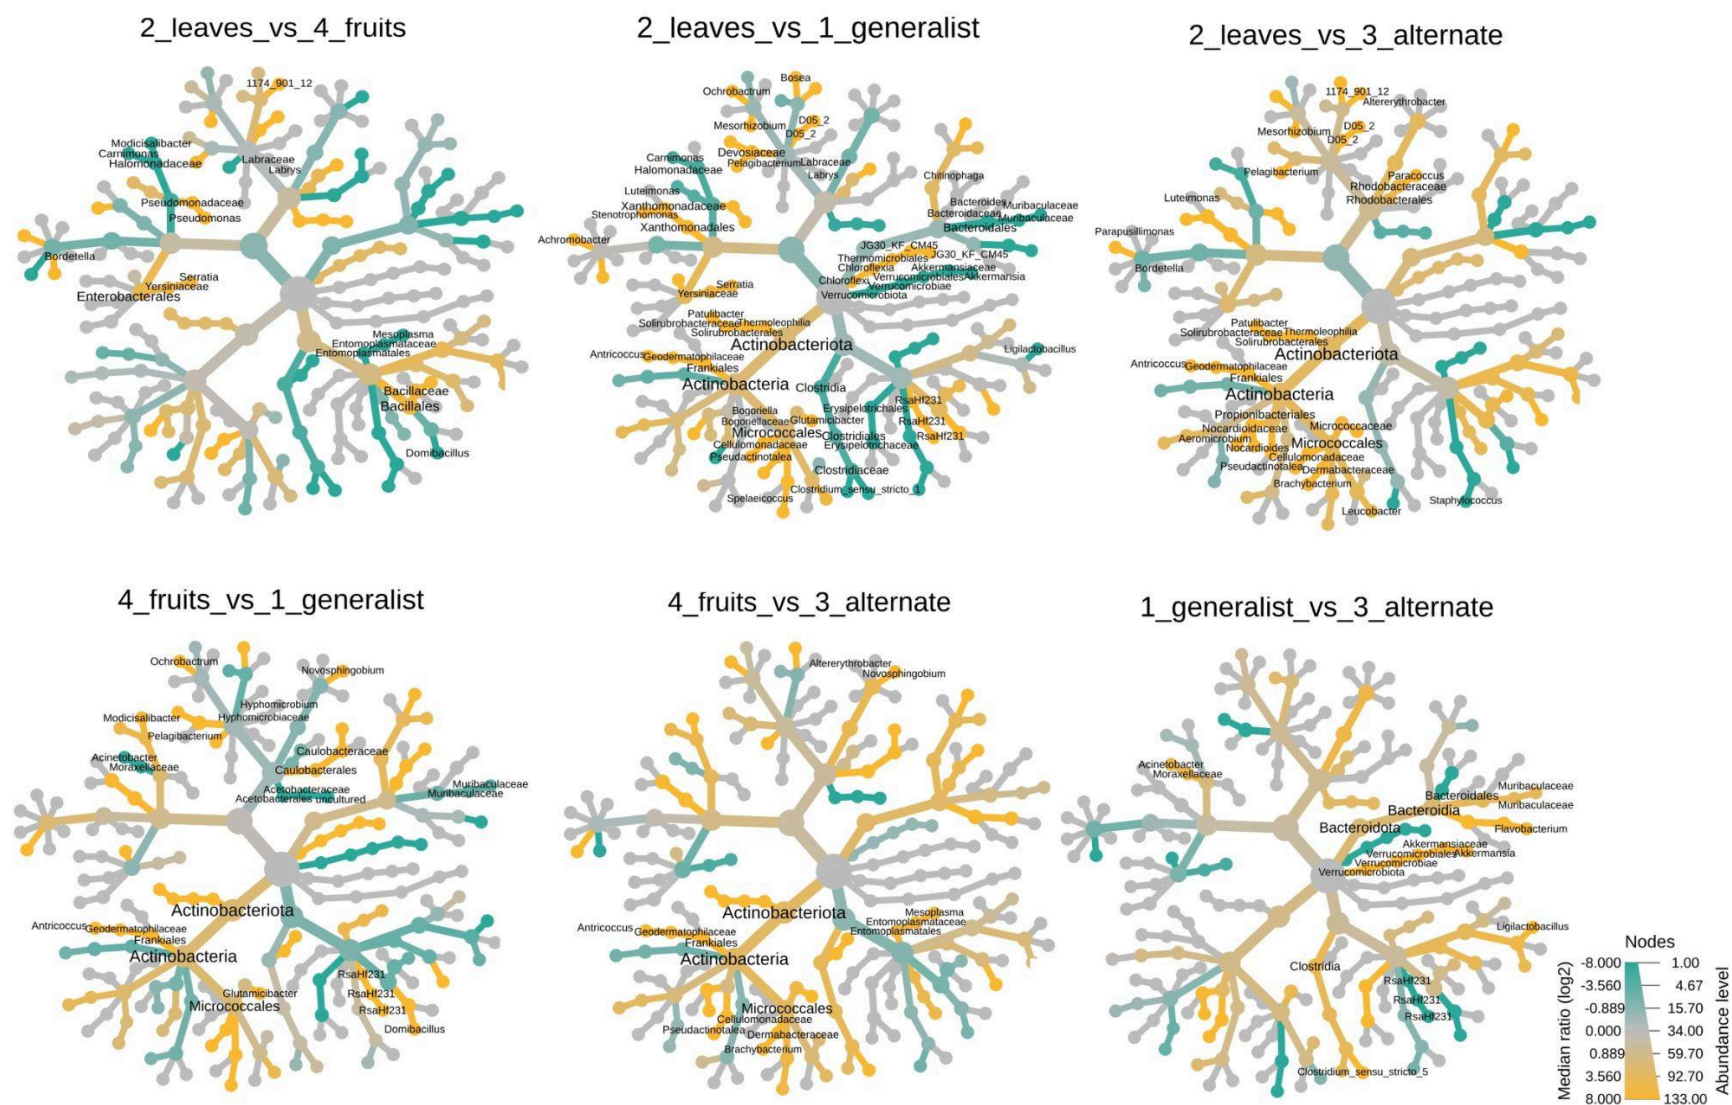 2_leaves_vs_4_fruits
1174_901_12
Modicisalibacter
Carnimonas
Halomonadaceae
Labraceae
Labrys
Pseudomonadaceae
Pseudomonas
Bordetella
Serratia
Yersiniaceae
Enterobacterales
Mesoplasma
Entomoplasmataceae
Entomoplasmatales
Bacillaceae
Bacillales
Domibacillus
2_leaves_vs_1_generalist
Bosea
Ochrobactrum
D05_2
Mesorhizobium
D05_2
Devosiaceae
Carnimonas
Pelagibacterium
Labraceae
Halomonadaceae
Labrys
Chitinophaga
Luteimonas
Xanthomonadaceae
Bacteroides
Muribaculaceae
Stenotrophomonas
Bacteroidaceae
Muribaculaceae
Xanthomonadales
Bacteroidales
Achromobacter
JG30_KF_CM45
Thermomicrobiales
JG30_KF_CM45
Chloroflexia
Akkermansiaceae
Chloroflexi
Verrucomicrobiales
Akkermansia
Serratia
Verrucomicrobiae
Yersiniaceae
Verrucomicrobiota
Patulibacter
Solirubrobacteraceae
Thermoleophilia
Solirubrobacterales
Actinobacteriota
Antricoccus
Geodermatophilaceae
Ligilactobacillus
Frankiales
Actinobacteria
Clostridia
RsaHf231
Bogoriella
Erysipelotrichales
Bogoriellaceae
Glutamicibacter
RsaHf231
Micrococcales
Clostridiales
RsaHf231
Cellulomonadaceae
Erysipelotrichaceae
Pseudactinotalea
Clostridiaceae
Clostridium_sensu_stricto_1
Spelaeicoccus
2_leaves_vs_3_alternate
1174_901_12
Altererythrobacter
D05_2
Mesorhizobium
D05_2
Pelagibacterium
Paracoccus
Rhodobacteraceae
Luteimonas
Rhodobacterales
Parapusillimonas
Bordetella
Patulibacter
Solirubrobacteraceae
Thermoleophilia
Solirubrobacterales
Actinobacteriota
Antricoccus
Geodermatophilaceae
Frankiales
Actinobacteria
Propionibacteriales
Nocardioidaceae
Micrococcaceae
Aeromicrobium
Micrococcales
Nocardioides
Cellulomonadaceae
Pseudactinotalea
Dermabacteraceae
Brachybacterium
Staphylococcus
Leucobacter
4_fruits_vs_1_generalist
Ochrobactrum
Novosphingobium
Hyphomicrobium
Modicisalibacter
Hyphomicrobiaceae
Pelagibacterium
Caulobacteraceae
Acinetobacter
Moraxellaceae
Caulobacterales
Muribaculaceae
Acetobacteraceae
Muribaculaceae
Acetobacterales
uncultured
Actinobacteriota
Antricoccus
Geodermatophilaceae
Frankiales
Actinobacteria
RsaHf231
Glutamicibacter
RsaHf231
Micrococcales
RsaHf231
Domibacillus
4_fruits_vs_3_alternate
Altererythrobacter
Novosphingobium
Mesoplasma
Actinobacteriota
Entomoplasmataceae
Antricoccus
Geodermatophilaceae
Entomoplasmatales
Frankiales
Actinobacteria
Micrococcales
Cellulomonadaceae
Pseudactinotalea
Dermabacteraceae
Brachybacterium
1_generalist_vs_3_alternate
Acinetobacter
Moraxellaceae
Muribaculaceae
Bacteroidales
Muribaculaceae
Bacteroidia
Bacteroidota
Flavobacterium
Akkermansiaceae
Verrucomicrobiales
Akkermansia
Verrucomicrobiae
Verrucomicrobiota
Ligilactobacillus
Clostridia
RsaHf231
RsaHf231
RsaHf231
Clostridium_sensu_stricto_5
Nodes
-8.000 1.00
-3.560 4.67
-0.889 15.70
0.000 34.00
0.889 59.70
3.560 92.70
8.000 133.00
Median ratio (log2)
Abundance level